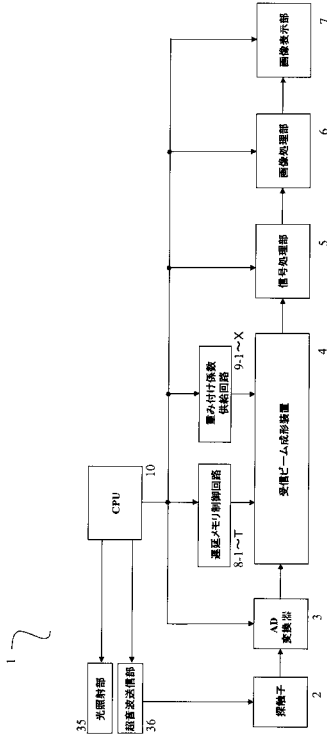 1
35
光照射部
CPU
10
36
超音波送信部
遅延メモリ制御回路
8-1～T
重み付け係数
供給回路
9-1～X
探触子
2
AD
変換器
3
受信ビーム成形装置
4
信号処理部
5
画像処理部
6
画像表示部
7